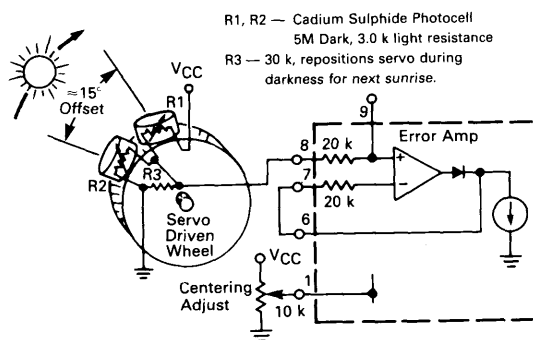 R1, R2 — Cadium Sulphide Photocell
5M Dark, 3.0 k light resistance
R3 — 30 k, repositions servo during
darkness for next sunrise.
VCC
≈15°
Offset
R1
R2
R3
Servo
Driven
Wheel
9
Error Amp
8
20 k
+
7
20 k
−
6
VCC
Centering
Adjust
1
10 k